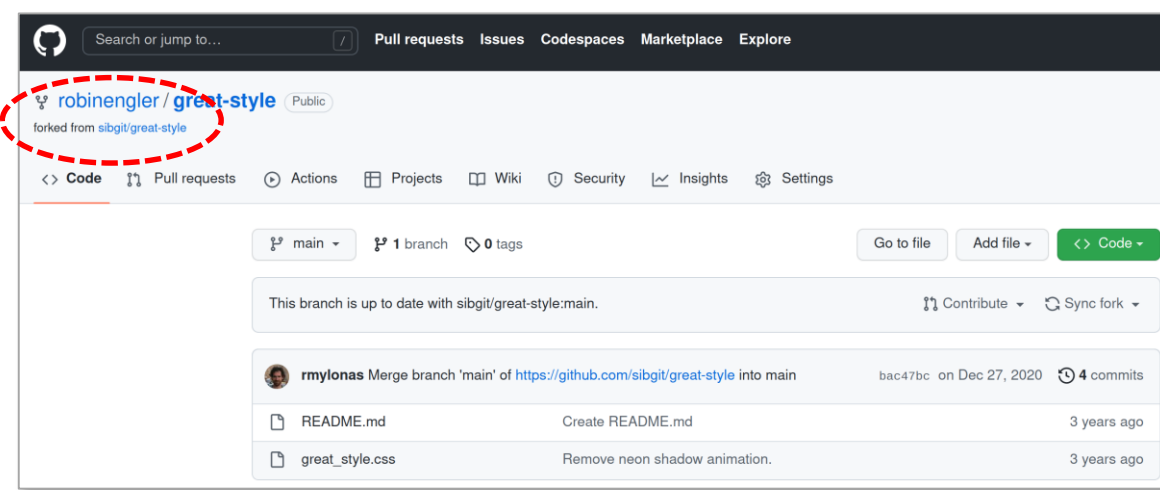 Search or jump to... / Pull requests Issues Codespaces Marketplace Explore
robinengler / great-style Public
forked from sibgit/great-style
<> Code Pull requests Actions Projects Wiki Security Insights Settings
main 1 branch 0 tags Go to file Add file <> Code
This branch is up to date with sibgit/great-style:main. Contribute Sync fork
rmylonas Merge branch 'main' of https://github.com/sibgit/great-style into main bac47bc on Dec 27, 2020 4 commits
README.md Create README.md 3 years ago
great_style.css Remove neon shadow animation. 3 years ago